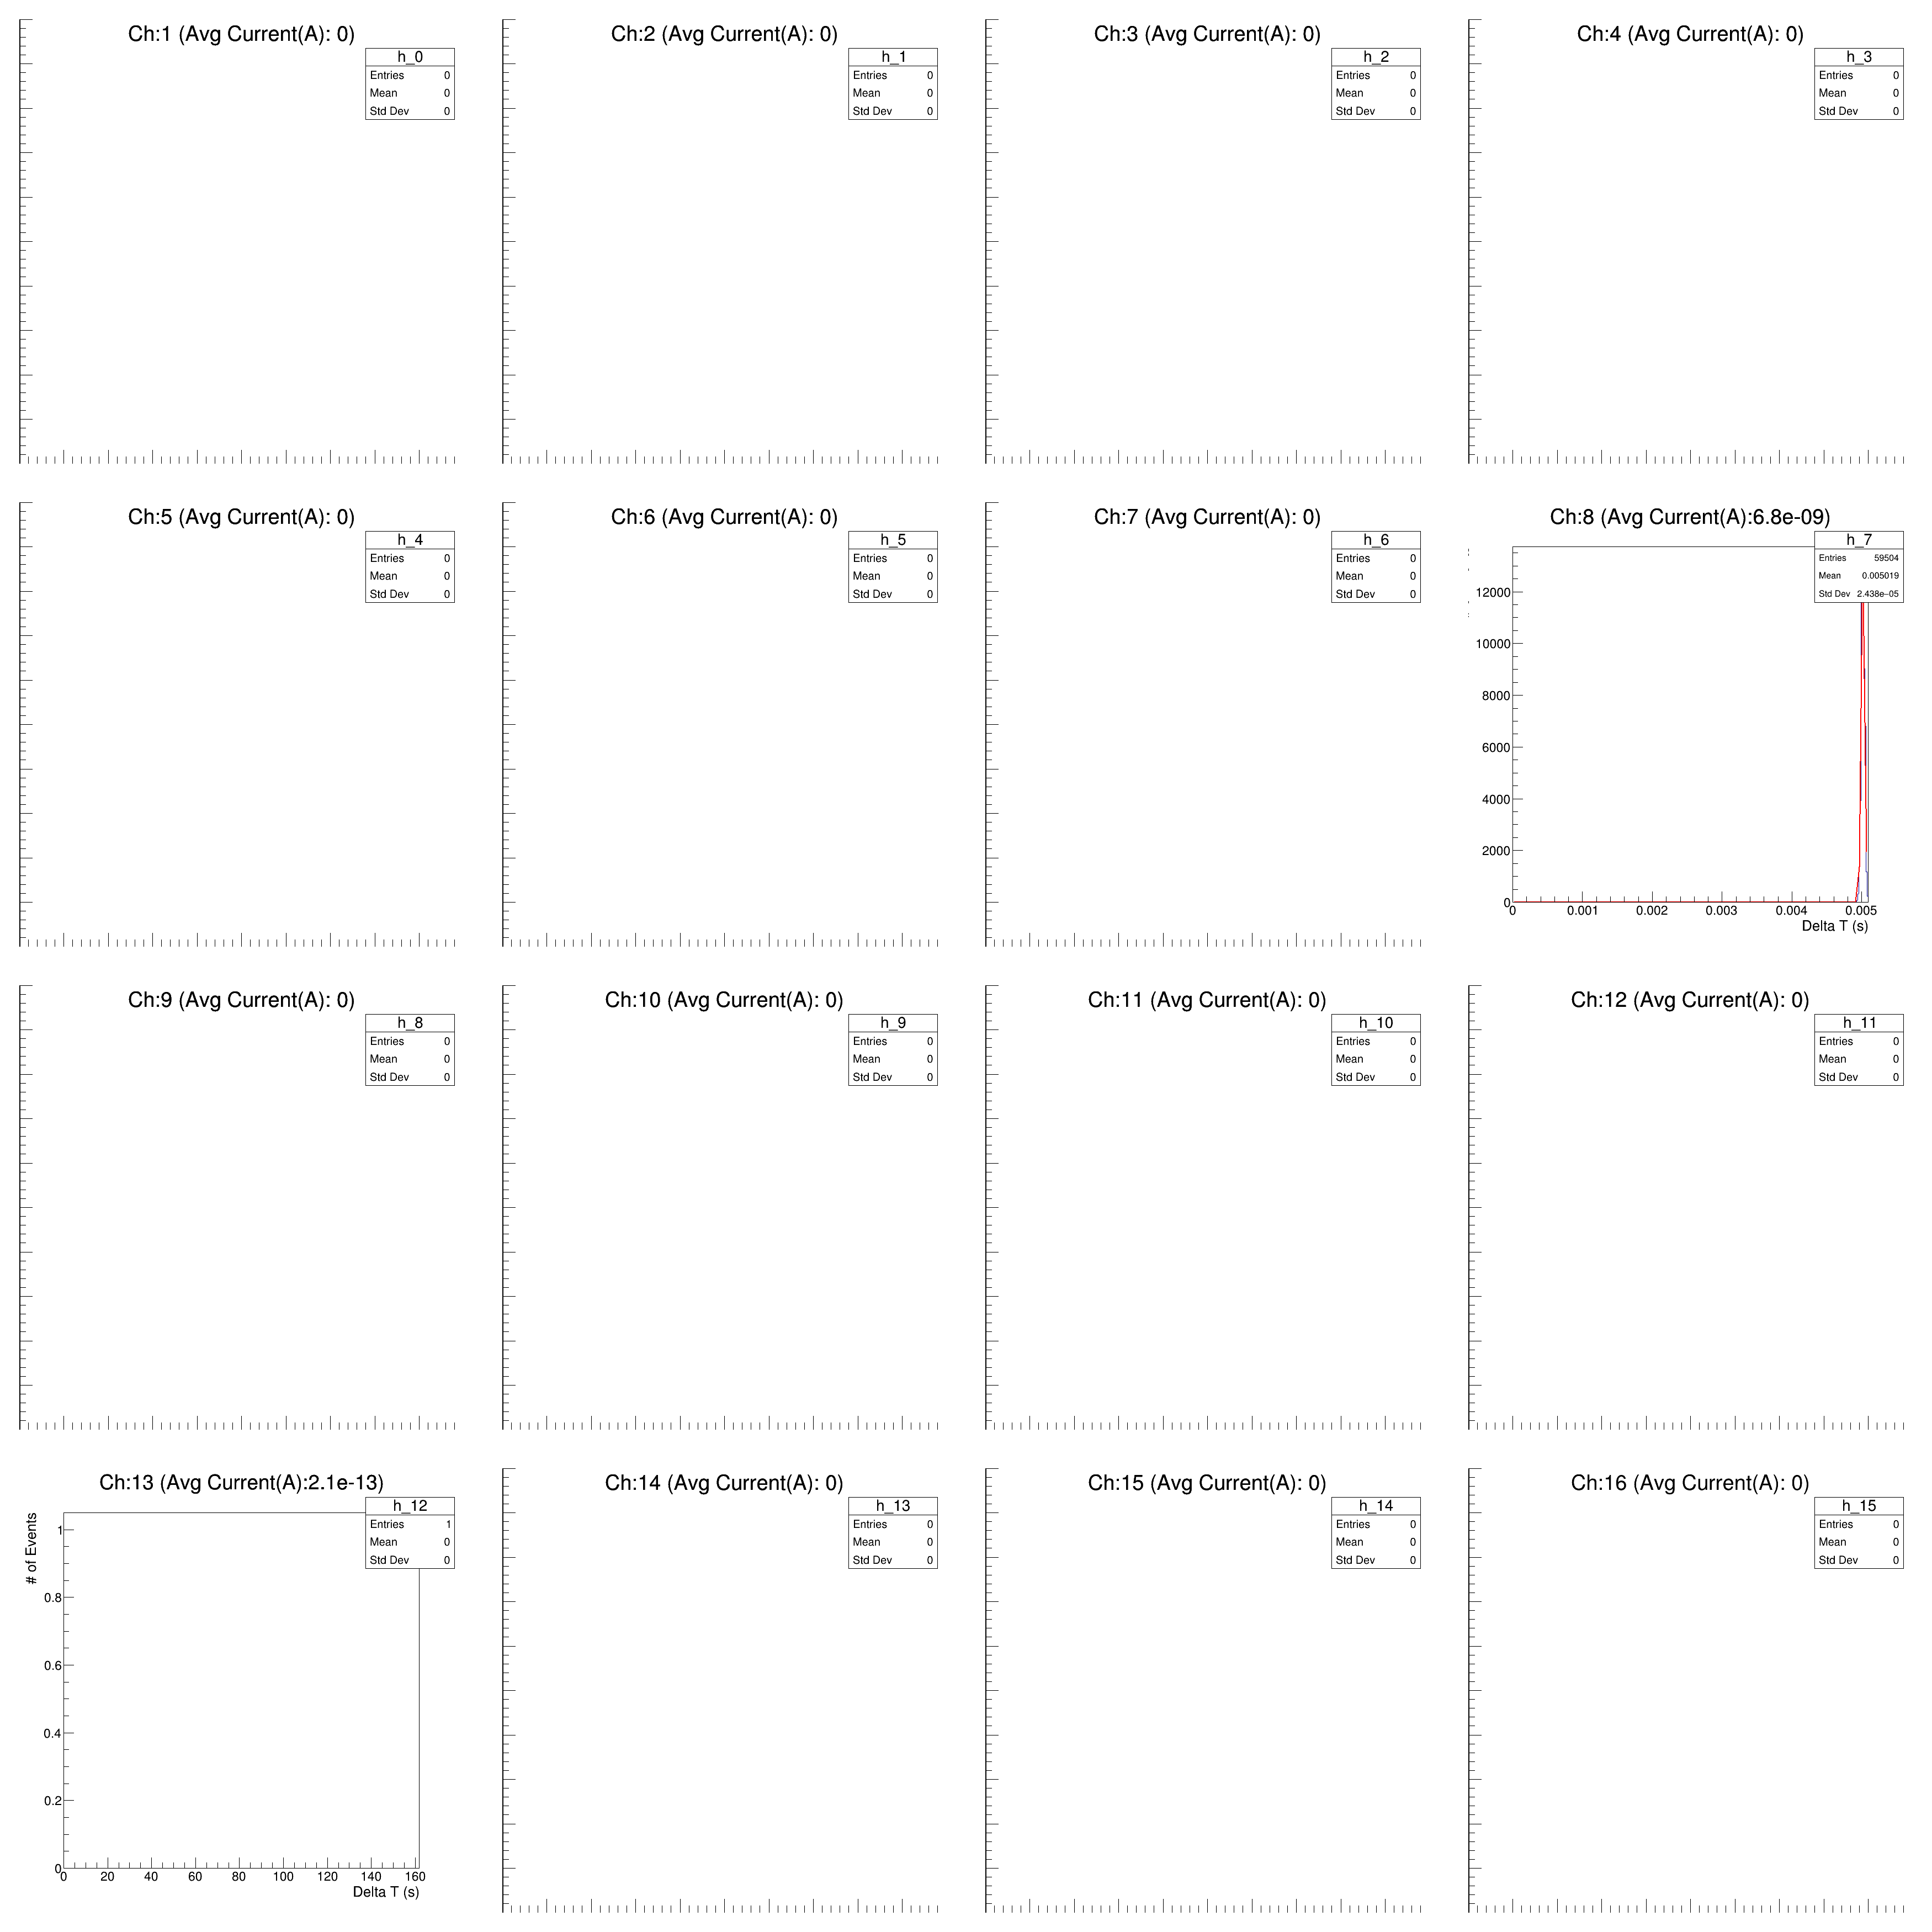 Ch:1 (Avg Current(A): 0)
h_0
Entries 0
Mean 0
Std Dev 0
Ch:2 (Avg Current(A): 0)
h_1
Entries 0
Mean 0
Std Dev 0
Ch:3 (Avg Current(A): 0)
h_2
Entries 0
Mean 0
Std Dev 0
Ch:4 (Avg Current(A): 0)
h_3
Entries 0
Mean 0
Std Dev 0
Ch:5 (Avg Current(A): 0)
h_4
Entries 0
Mean 0
Std Dev 0
Ch:6 (Avg Current(A): 0)
h_5
Entries 0
Mean 0
Std Dev 0
Ch:7 (Avg Current(A): 0)
h_6
Entries 0
Mean 0
Std Dev 0
Ch:8 (Avg Current(A):6.8e-09)
h_7
Entries 59504
Mean 0.005019
Std Dev 2.438e−05
12000
10000
8000
6000
4000
2000
0
0 0.001 0.002 0.003 0.004 0.005
Delta T (s)
Ch:9 (Avg Current(A): 0)
h_8
Entries 0
Mean 0
Std Dev 0
Ch:10 (Avg Current(A): 0)
h_9
Entries 0
Mean 0
Std Dev 0
Ch:11 (Avg Current(A): 0)
h_10
Entries 0
Mean 0
Std Dev 0
Ch:12 (Avg Current(A): 0)
h_11
Entries 0
Mean 0
Std Dev 0
Ch:13 (Avg Current(A):2.1e-13)
h_12
Entries 1
Mean 0
Std Dev 0
# of Events
1
0.8
0.6
0.4
0.2
0
0 20 40 60 80 100 120 140 160
Delta T (s)
Ch:14 (Avg Current(A): 0)
h_13
Entries 0
Mean 0
Std Dev 0
Ch:15 (Avg Current(A): 0)
h_14
Entries 0
Mean 0
Std Dev 0
Ch:16 (Avg Current(A): 0)
h_15
Entries 0
Mean 0
Std Dev 0